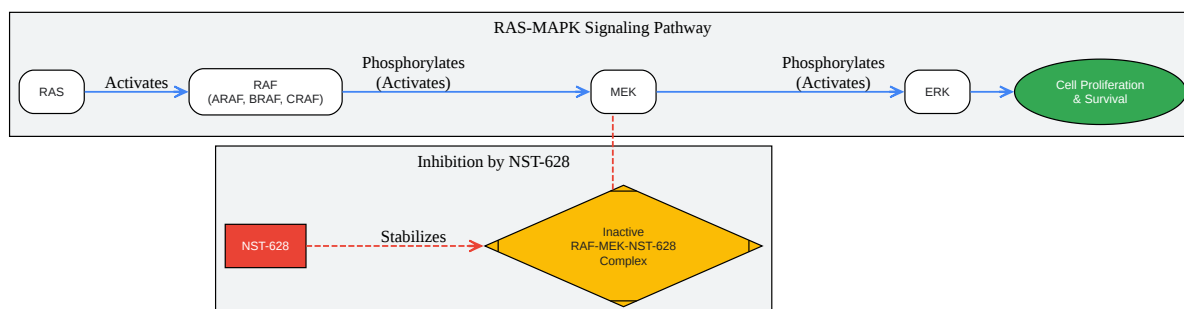 RAS-MAPK Signaling Pathway
RAS
Activates
RAF
(ARAF, BRAF, CRAF)
Phosphorylates
(Activates)
MEK
Phosphorylates
(Activates)
ERK
Cell Proliferation
& Survival
Inhibition by NST-628
NST-628
Stabilizes
Inactive
RAF-MEK-NST-628
Complex